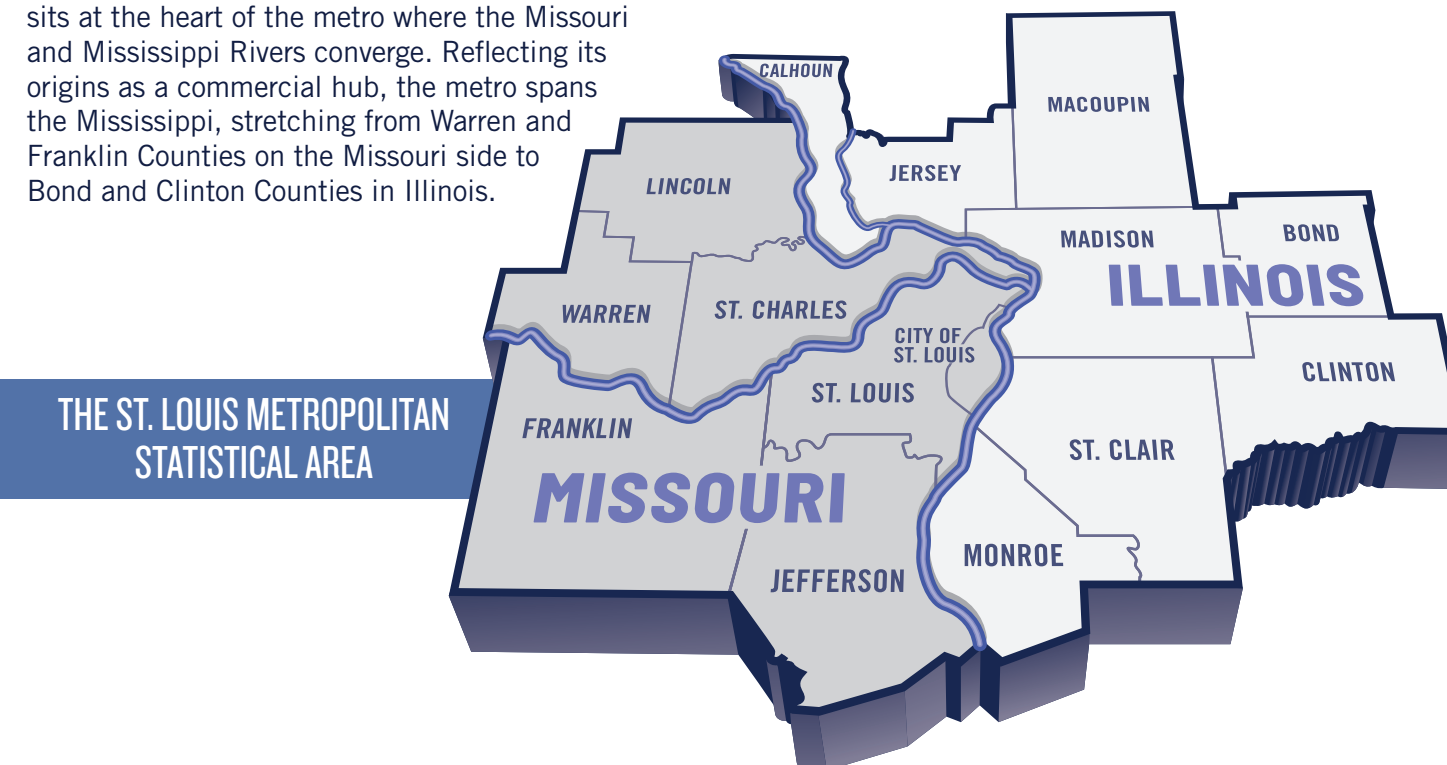 sits at the heart of the metro where the Missouri
and Mississippi Rivers converge. Reflecting its
origins as a commercial hub, the metro spans
the Mississippi, stretching from Warren and
Franklin Counties on the Missouri side to
Bond and Clinton Counties in Illinois.
THE ST. LOUIS METROPOLITAN
STATISTICAL AREA
CALHOUN
MACOUPIN
JERSEY
LINCOLN
MADISON
BOND
ILLINOIS
WARREN
ST. CHARLES
CITY OF
ST. LOUIS
CLINTON
ST. LOUIS
FRANKLIN
ST. CLAIR
MISSOURI
MONROE
JEFFERSON